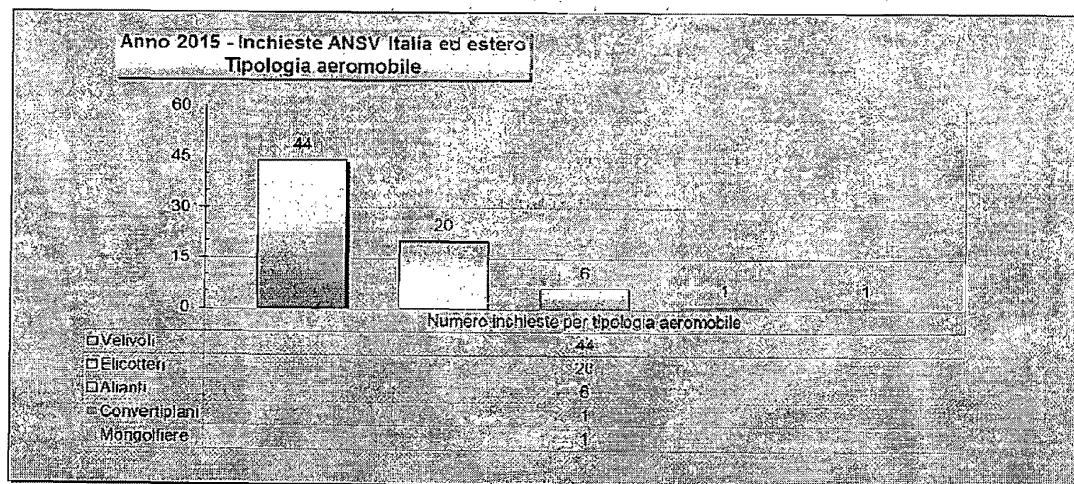 Anno 2015 - Inchieste ANSV Italia ed estero
Tipologia aeromobile
60
45
30
15
0
44
20
6
1
1
Numero inchieste per tipologia aeromobile
Velivoli 44
Elicotteri 20
Alianti 6
Convertiplani 1
Mongolfiere 1